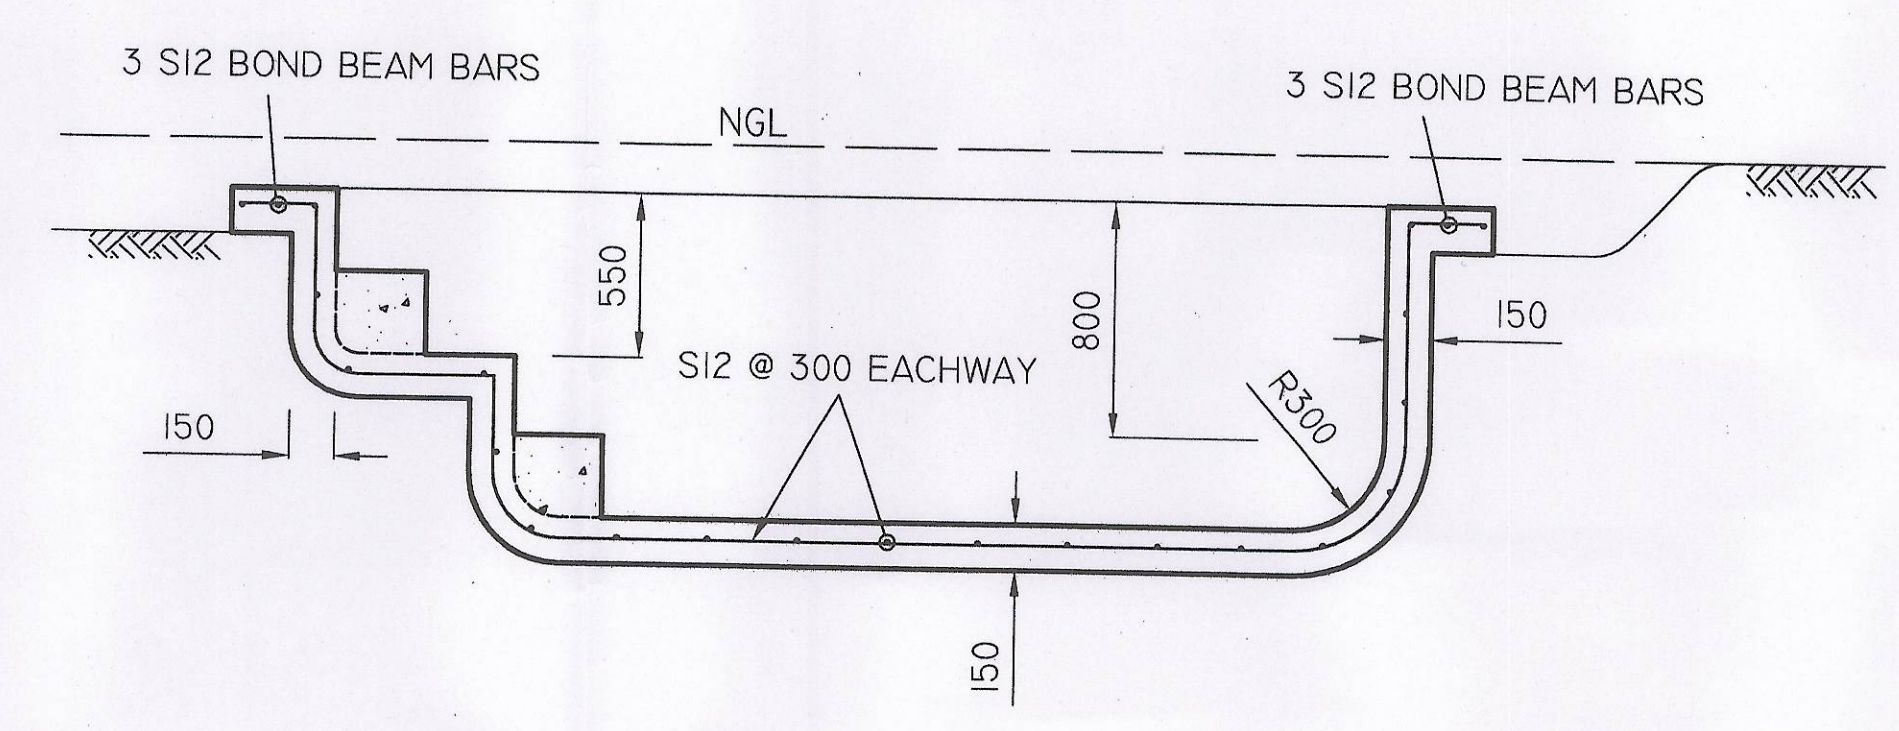 3 S12 BOND BEAM BARS
3 S12 BOND BEAM BARS
NGL
550
800
150
S12 @ 300 EACHWAY
R300
150
150